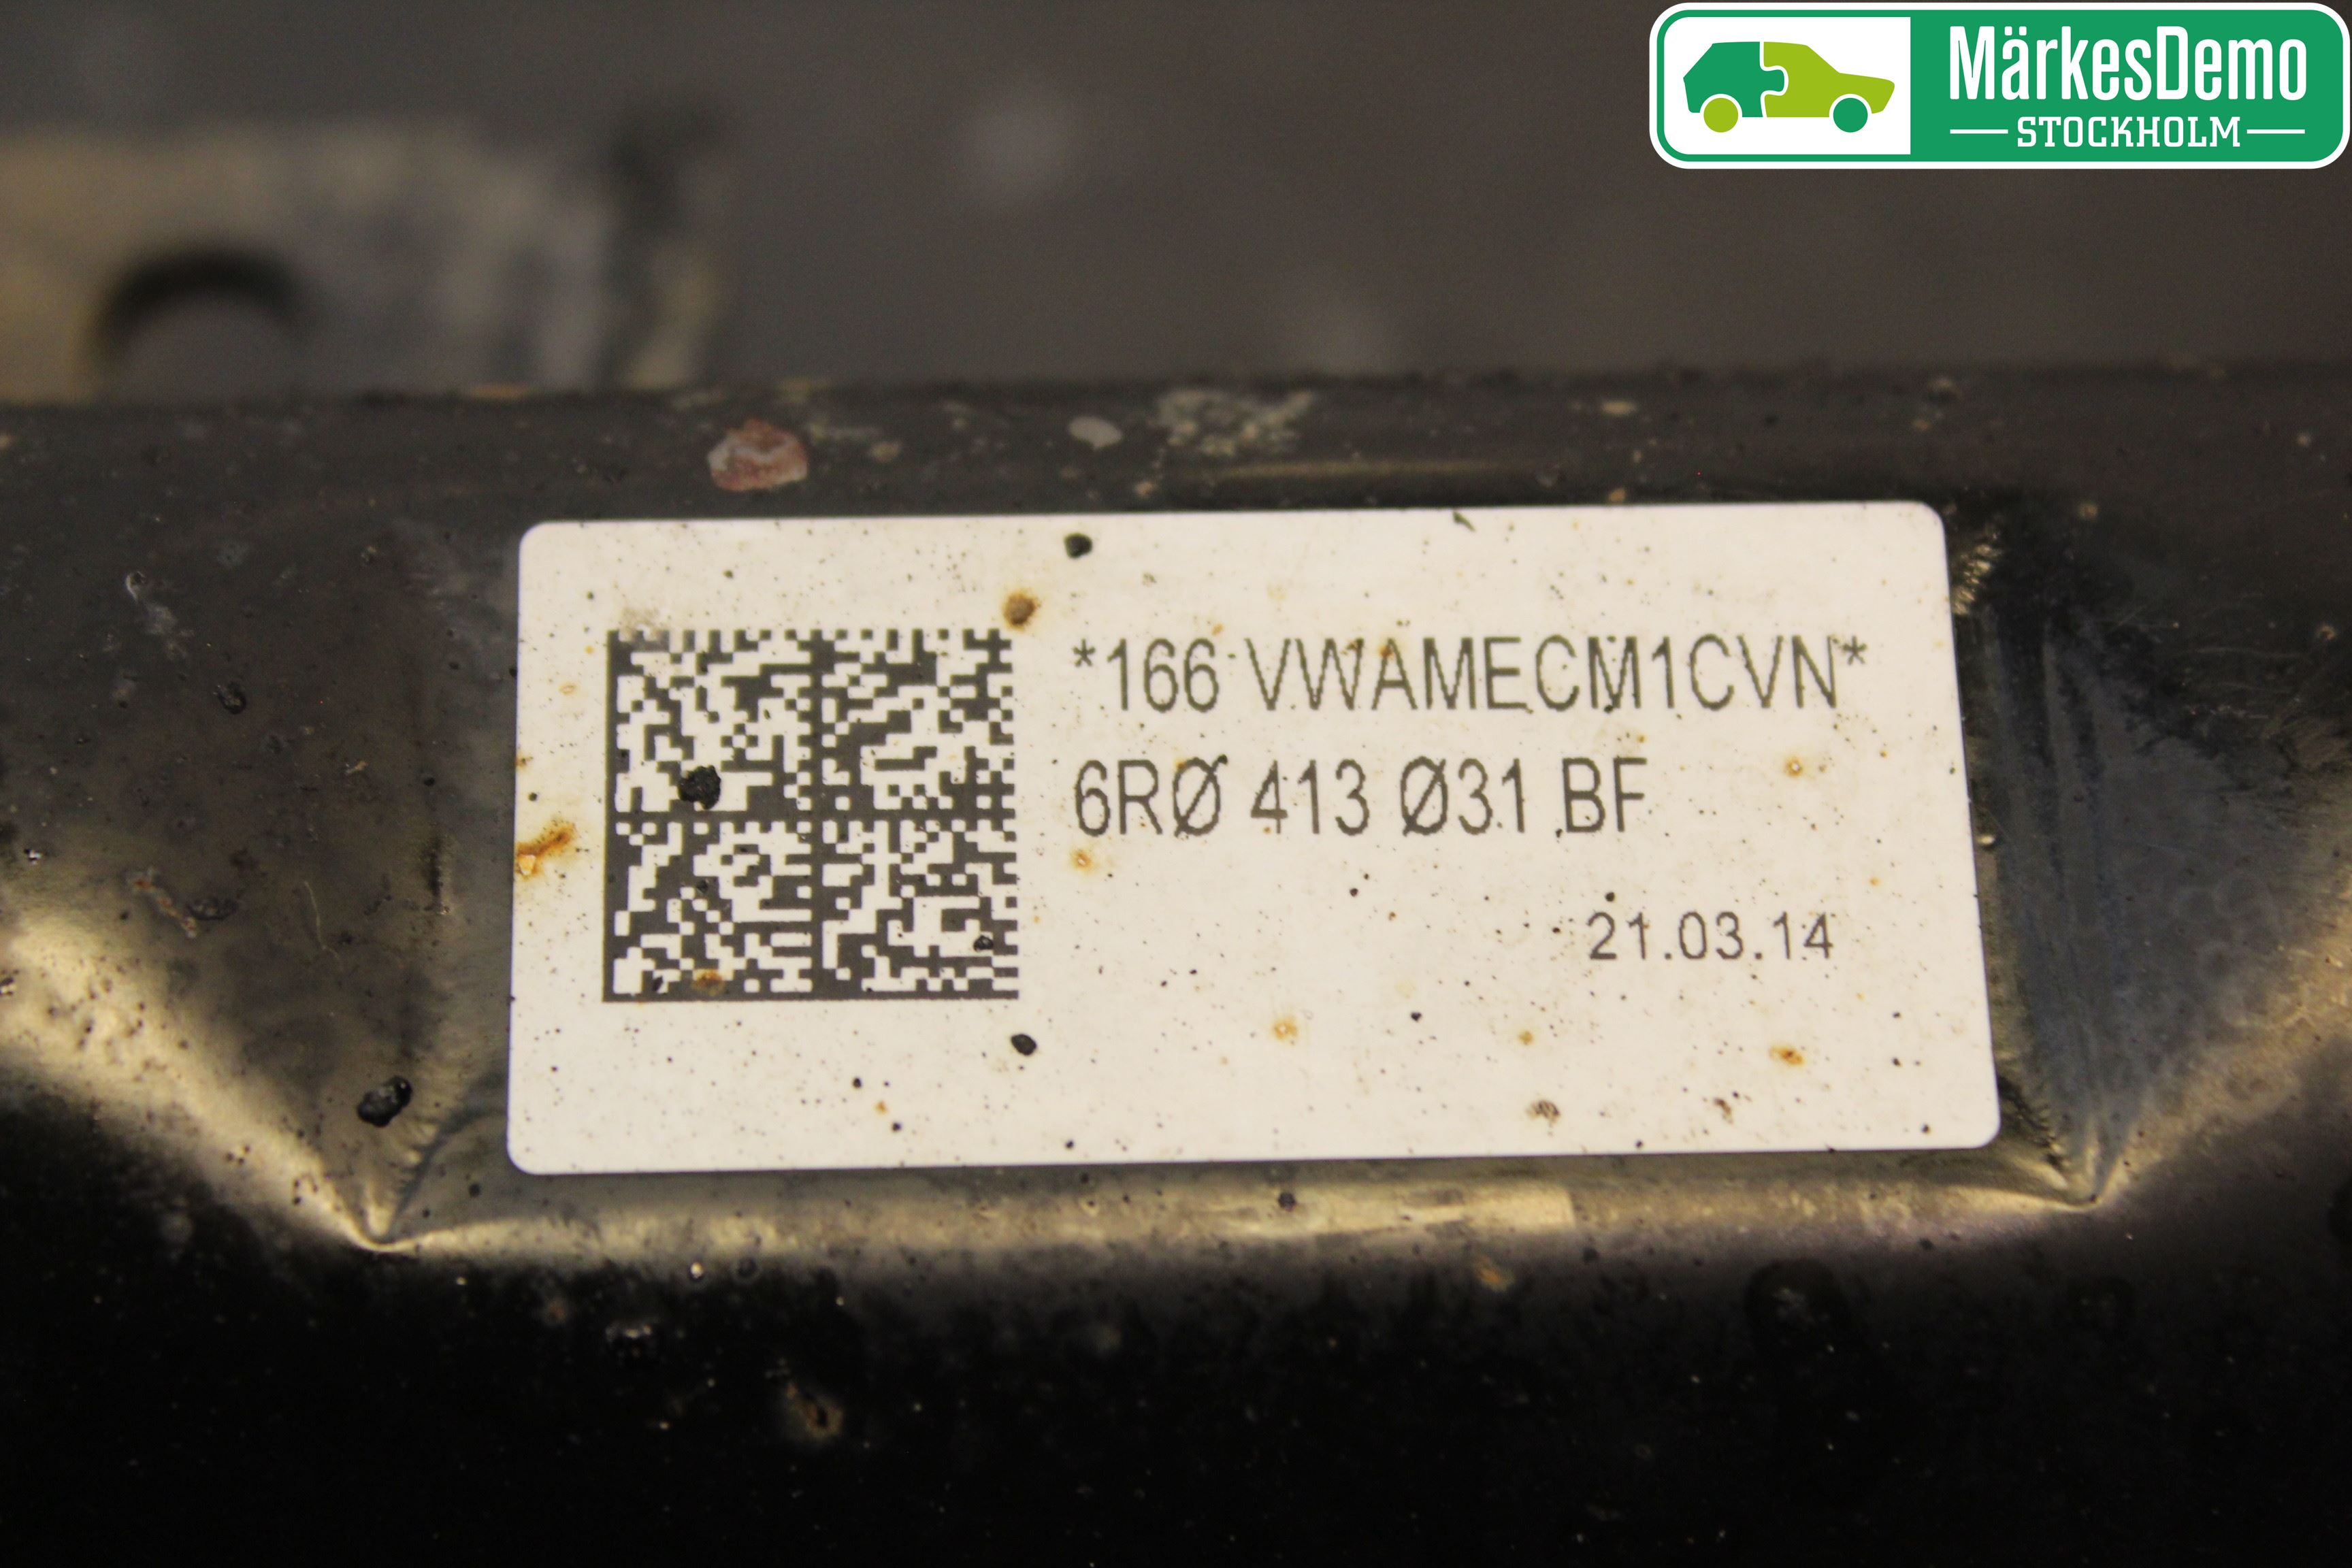 MärkesDemo
STOCKHOLM
*166 VWAMECM1CVN*
6RØ 413 Ø31 BF
21.03.14